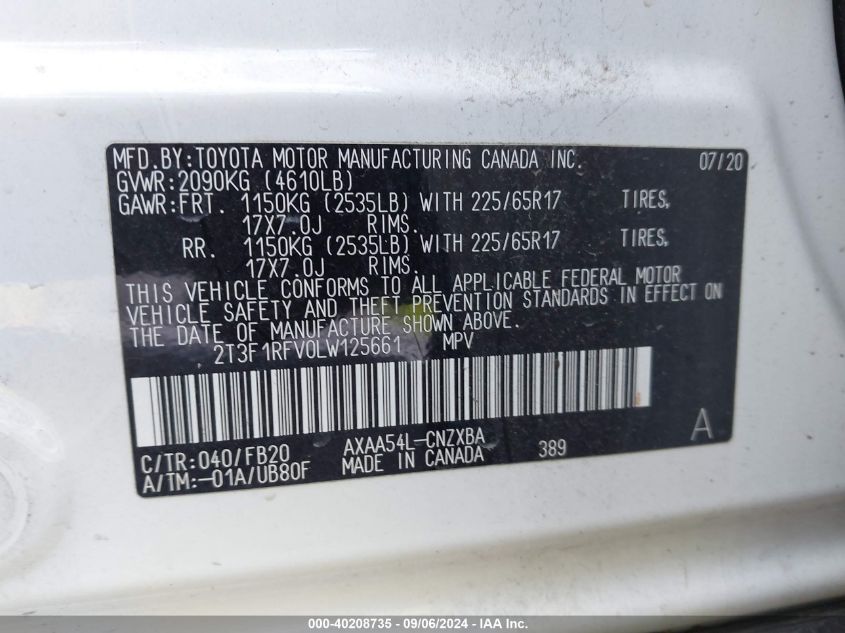 MFD.BY:TOYOTA MOTOR MANUFACTURING CANADA INC. 07/20
GVWR:2090KG (4610LB)
GAWR:FRT. 1150KG (2535LB) WITH 225/65R17 TIRES,
17X7.0J RIMS.
RR. 1150KG (2535LB) WITH 225/65R17 TIRES,
17X7.0J RIMS.
THIS VEHICLE CONFORMS TO ALL APPLICABLE FEDERAL MOTOR
VEHICLE SAFETY AND THEFT PREVENTION STANDARDS IN EFFECT ON
THE DATE OF MANUFACTURE SHOWN ABOVE.
2T3F1RFV0LW125661 MPV
C/TR:040/FB20 AXAA54L-CNZXBA 389 A
A/TM:-01A/UB80F MADE IN CANADA
000-40208735 - 09/06/2024 - IAA Inc.